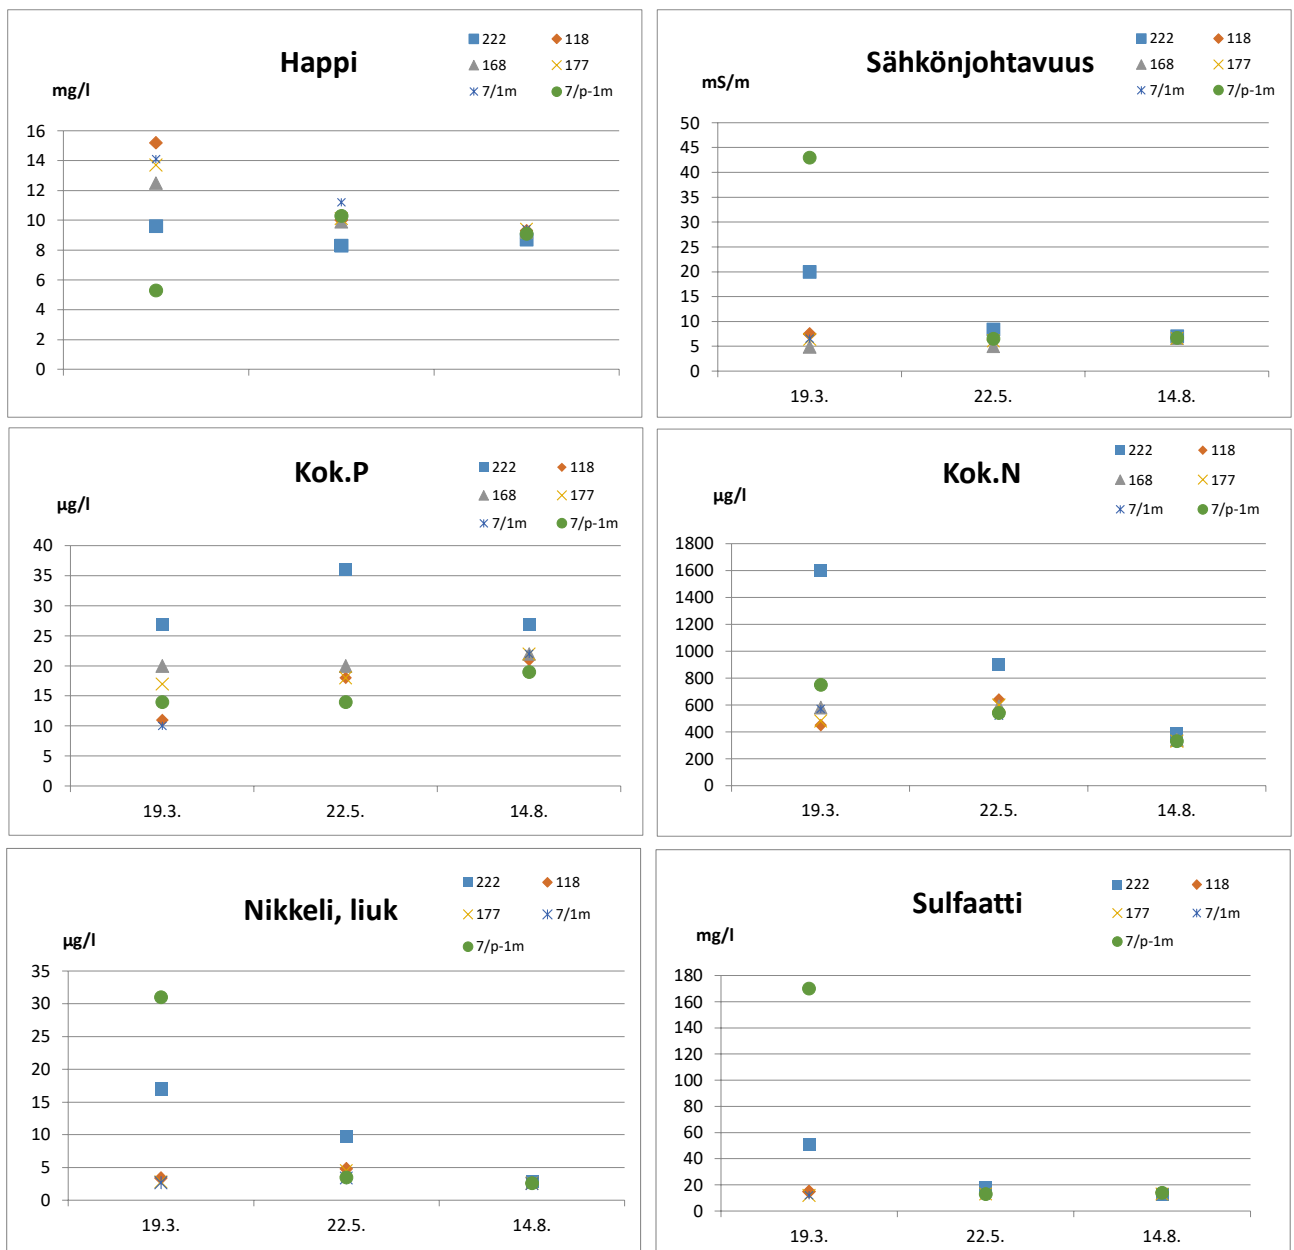 Happi
222 118
168 177
7/1m 7/p-1m
mg/l
16
14
12
10
8
6
4
2
0
Sähkönjohtavuus
222 118
168 177
7/1m 7/p-1m
mS/m
50
45
40
35
30
25
20
15
10
5
0
19.3. 22.5. 14.8.
Kok.P
222 118
168 177
7/1m 7/p-1m
µg/l
40
35
30
25
20
15
10
5
0
19.3. 22.5. 14.8.
Kok.N
222 118
168 177
7/1m 7/p-1m
µg/l
1800
1600
1400
1200
1000
800
600
400
200
0
19.3. 22.5. 14.8.
Nikkeli, liuk
222 118
177 7/1m
7/p-1m
µg/l
35
30
25
20
15
10
5
0
19.3. 22.5. 14.8.
Sulfaatti
222 118
177 7/1m
7/p-1m
mg/l
180
160
140
120
100
80
60
40
20
0
19.3. 22.5. 14.8.